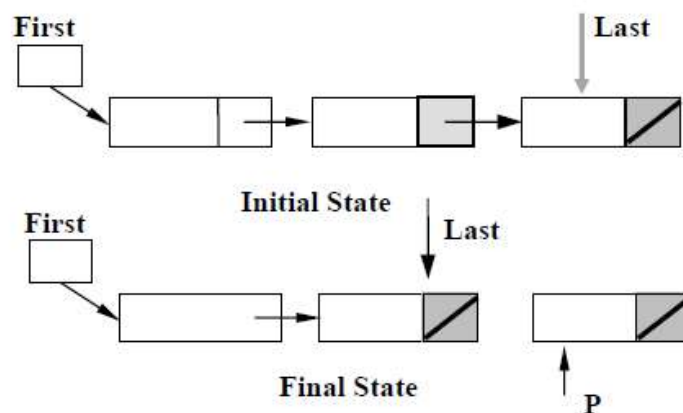 First
Last
Initial State
First
Last
Final State
P